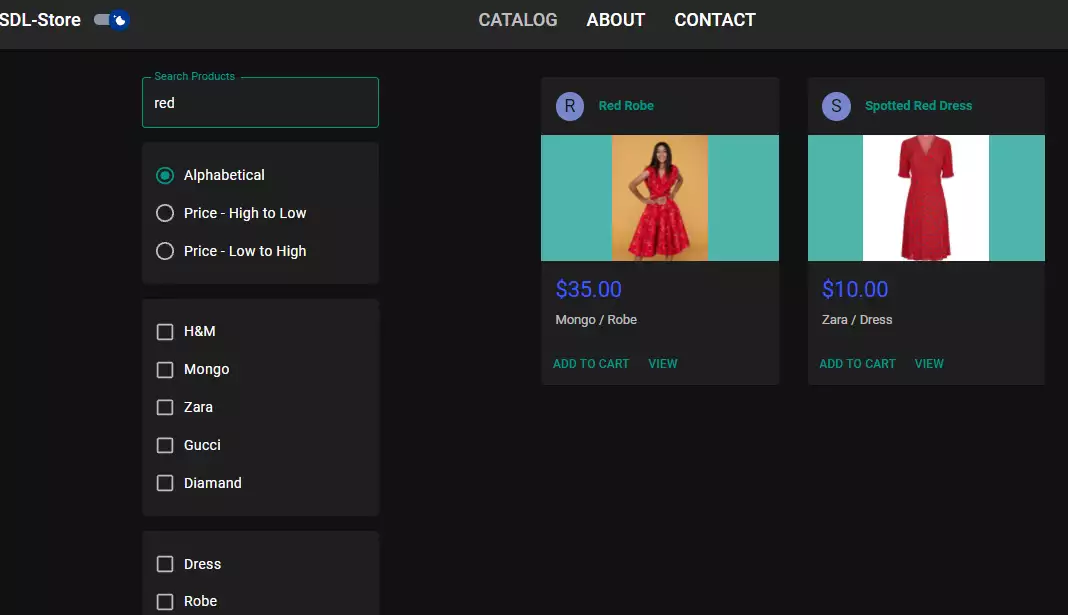 SDL-Store
CATALOG ABOUT CONTACT
Search Products
red
Alphabetical
Price - High to Low
Price - Low to High
H&M
Mongo
Zara
Gucci
Diamand
Dress
Robe
R Red Robe
$35.00
Mongo / Robe
ADD TO CART VIEW
S Spotted Red Dress
$10.00
Zara / Dress
ADD TO CART VIEW